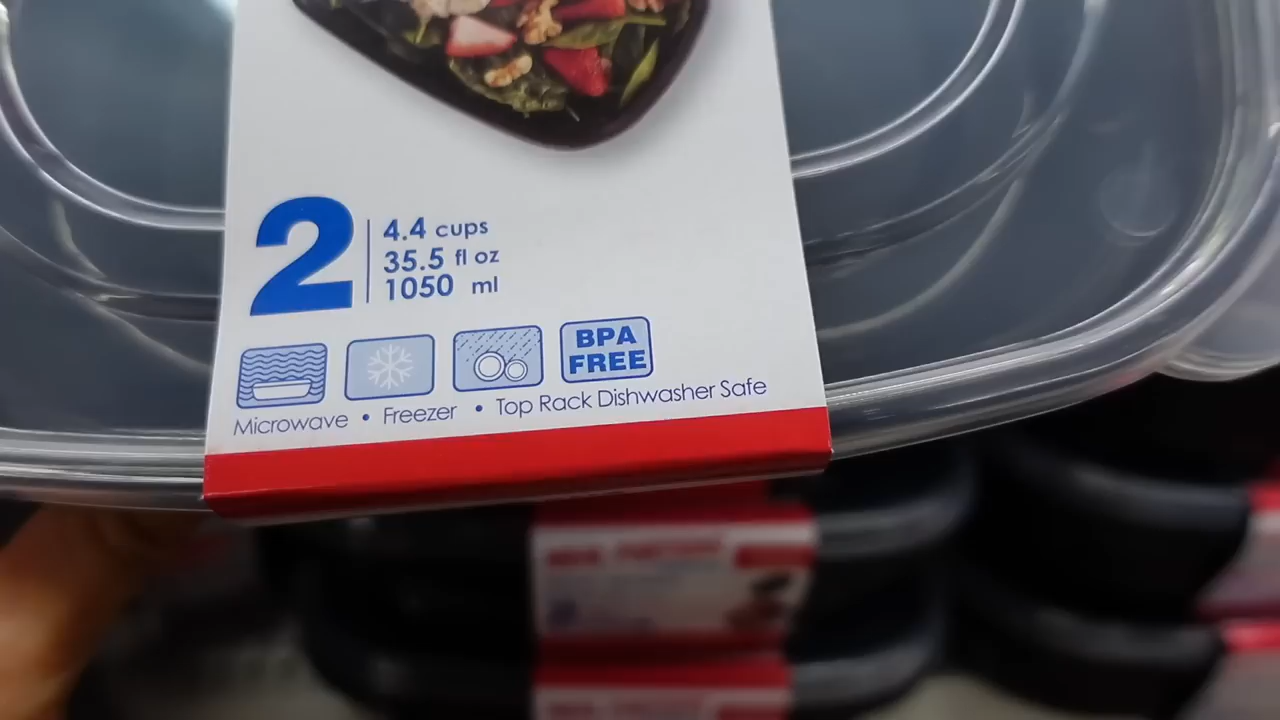 2
4.4 cups
35.5 fl oz
1050 ml
BPA
FREE
Microwave • Freezer • Top Rack Dishwasher Safe